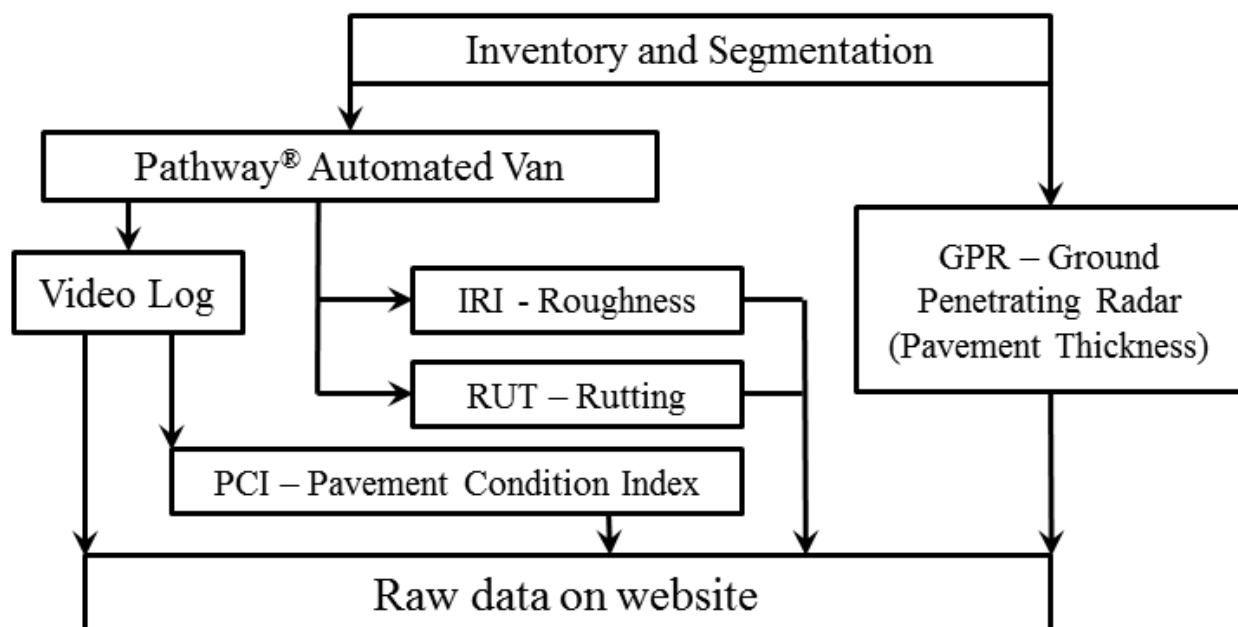 Inventory and Segmentation
Pathway® Automated Van
Video Log
IRI - Roughness
RUT – Rutting
PCI – Pavement Condition Index
GPR – Ground
Penetrating Radar
(Pavement Thickness)
Raw data on website